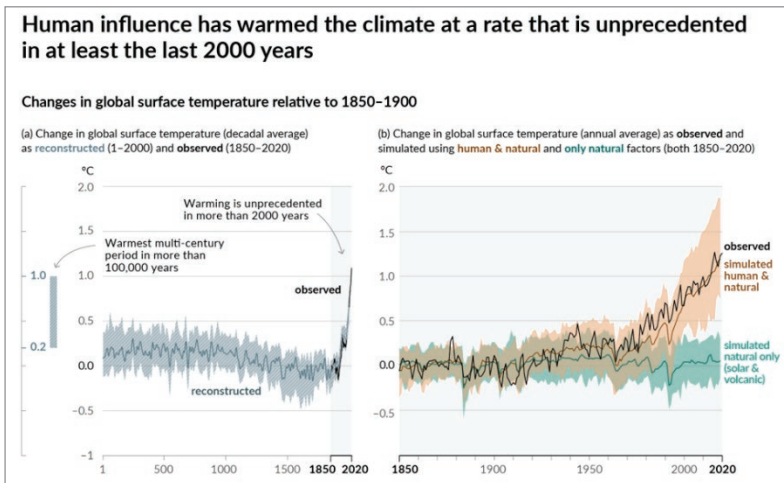 Human influence has warmed the climate at a rate that is unprecedented
in at least the last 2000 years
Changes in global surface temperature relative to 1850–1900
(a) Change in global surface temperature (decadal average)
as reconstructed (1–2000) and observed (1850–2020)
°C
2.0
1.5
1.0
0.5
0.0
−0.5
−1
1.0
0.2
Warming is unprecedented
in more than 2000 years
Warmest multi-century
period in more than
100,000 years
observed
reconstructed
1
500
1000
1500
1850
2020
(b) Change in global surface temperature (annual average) as observed and
simulated using human & natural and only natural factors (both 1850–2020)
°C
2.0
1.5
1.0
0.5
0.0
−0.5
observed
simulated
human &
natural
simulated
natural only
(solar &
volcanic)
1850
1900
1950
2000
2020